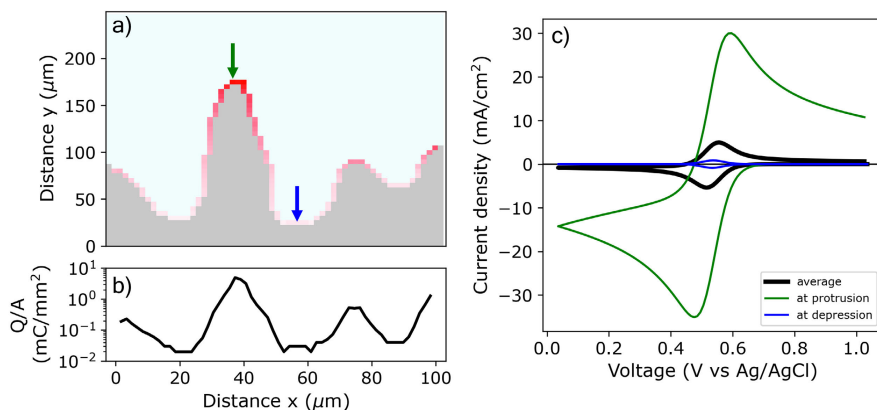 a)
Distance y (μm)
200
150
100
50
0
b)
Q/A
(mC/mm²)
10¹
10⁰
10⁻¹
10⁻²
0 20 40 60 80 100
Distance x (μm)
c)
Current density (mA/cm²)
30
20
10
0
−10
−20
−30
average
at protrusion
at depression
0.0 0.2 0.4 0.6 0.8 1.0
Voltage (V vs Ag/AgCl)